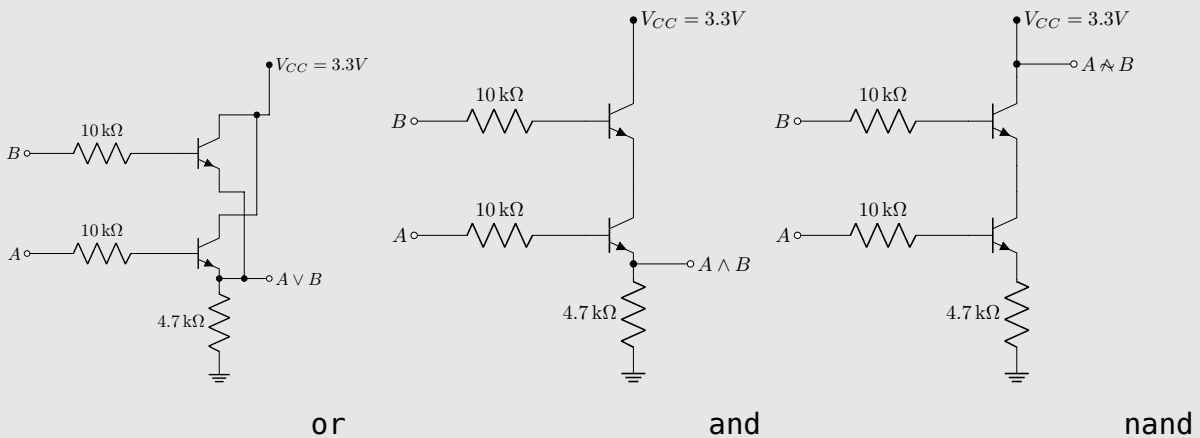 V_CC = 3.3V
10 kΩ
B
10 kΩ
A
A ∨ B
4.7 kΩ
or
V_CC = 3.3V
10 kΩ
B
10 kΩ
A
A ∧ B
4.7 kΩ
and
V_CC = 3.3V
A ⩟ B
10 kΩ
B
10 kΩ
A
4.7 kΩ
nand